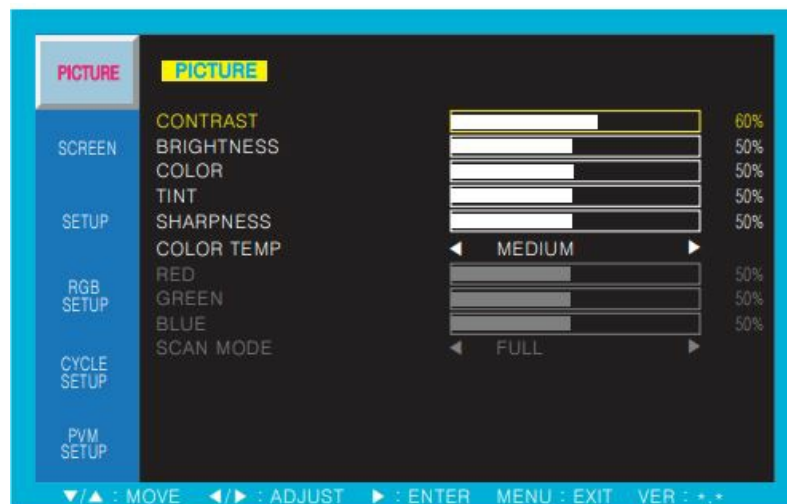 PICTURE
SCREEN
SETUP
RGB
SETUP
CYCLE
SETUP
PVM
SETUP
PICTURE
CONTRAST 60%
BRIGHTNESS 50%
COLOR 50%
TINT 50%
SHARPNESS 50%
COLOR TEMP ◀ MEDIUM ▶
RED 50%
GREEN 50%
BLUE 50%
SCAN MODE ◀ FULL ▶
▼/▲ : MOVE ◀/▶ : ADJUST ▶ : ENTER MENU : EXIT VER : *.*